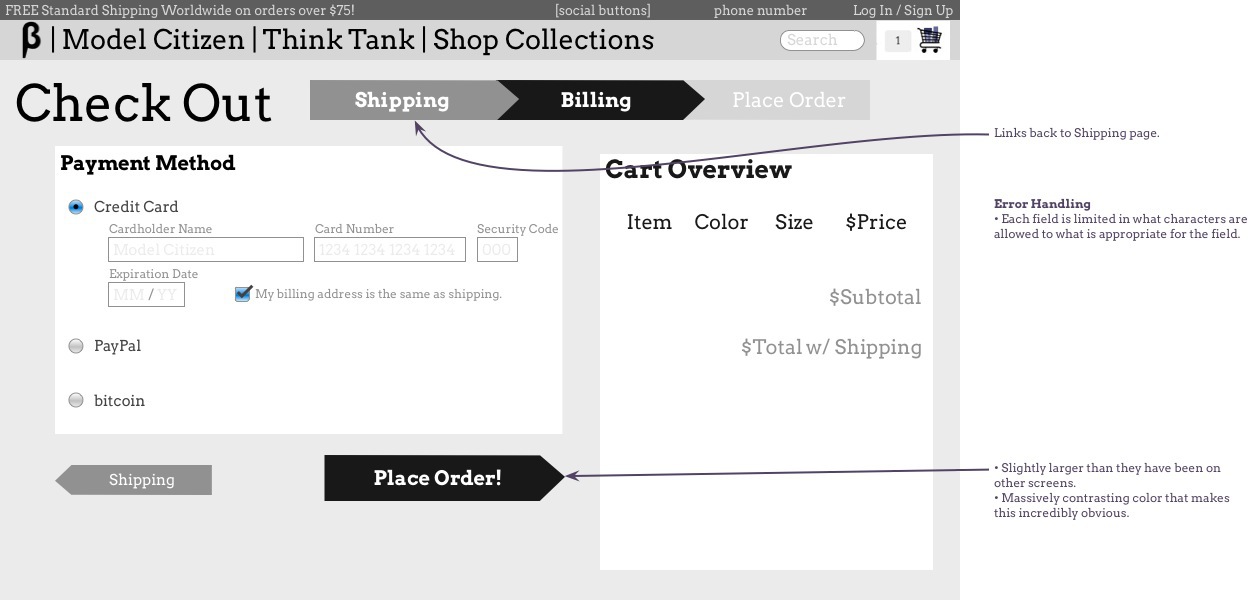 FREE Standard Shipping Worldwide on orders over $75! [social buttons] phone number Log In / Sign Up
β | Model Citizen | Think Tank | Shop Collections Search 1
Check Out Shipping Billing Place Order
Links back to Shipping page.
Payment Method
Cart Overview
Error Handling
• Each field is limited in what characters are
allowed to what is appropriate for the field.
Credit Card
Item Color Size $Price
Cardholder Name Card Number Security Code
Model Citizen 1234 1234 1234 1234 000
Expiration Date
MM / YY My billing address is the same as shipping.
$Subtotal
PayPal
$Total w/ Shipping
bitcoin
Shipping Place Order!
• Slightly larger than they have been on
other screens.
• Massively contrasting color that makes
this incredibly obvious.